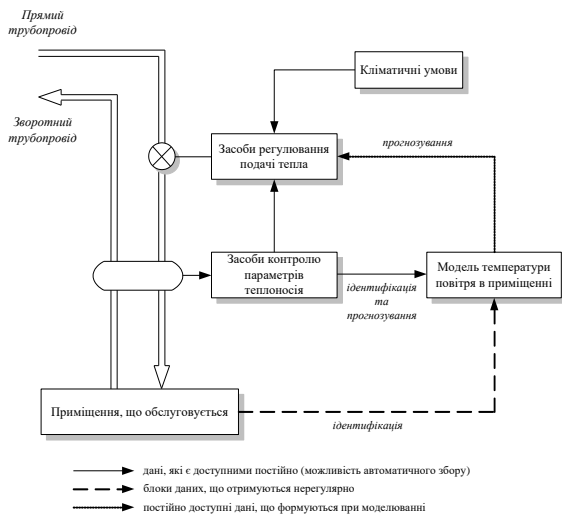 Прямий
трубопровід
Кліматичні умови
Зворотний
трубопровід
Засоби регулювання
подачі тепла
прогнозування
Засоби контролю
параметрів
теплоносія
ідентифікація
та
прогнозування
Модель температури
повітря в приміщенні
Приміщення, що обслуговується
ідентифікація
дані, які є доступними постійно (можливість автоматичного збору)
блоки даних, що отримуються нерегулярно
постійно доступні дані, що формуються при моделюванні